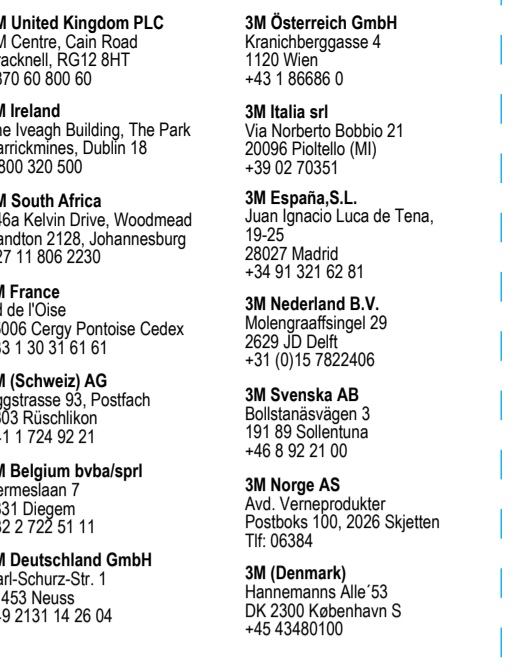 M United Kingdom PLC
M Centre, Cain Road
racknell, RG12 8HT
870 60 800 60
M Ireland
he Iveagh Building, The Park
arrickmines, Dublin 18
800 320 500
M South Africa
46a Kelvin Drive, Woodmead
andton 2128, Johannesburg
27 11 806 2230
M France
d de l'Oise
5006 Cergy Pontoise Cedex
33 1 30 31 61 61
M (Schweiz) AG
ggstrasse 93, Postfach
803 Rüschlikon
41 1 724 92 21
M Belgium bvba/sprl
ermeslaan 7
831 Diegem
32 2 722 51 11
M Deutschland GmbH
arl-Schurz-Str. 1
453 Neuss
49 2131 14 26 04
3M Österreich GmbH
Kranichberggasse 4
1120 Wien
+43 1 86686 0
3M Italia srl
Via Norberto Bobbio 21
20096 Pioltello (MI)
+39 02 70351
3M España,S.L.
Juan Ignacio Luca de Tena,
19-25
28027 Madrid
+34 91 321 62 81
3M Nederland B.V.
Molengraaffsingel 29
2629 JD Delft
+31 (0)15 7822406
3M Svenska AB
Bollstanäsvägen 3
191 89 Sollentuna
+46 8 92 21 00
3M Norge AS
Avd. Verneprodukter
Postboks 100, 2026 Skjetten
Tlf: 06384
3M (Denmark)
Hannemanns Alle´53
DK 2300 København S
+45 43480100